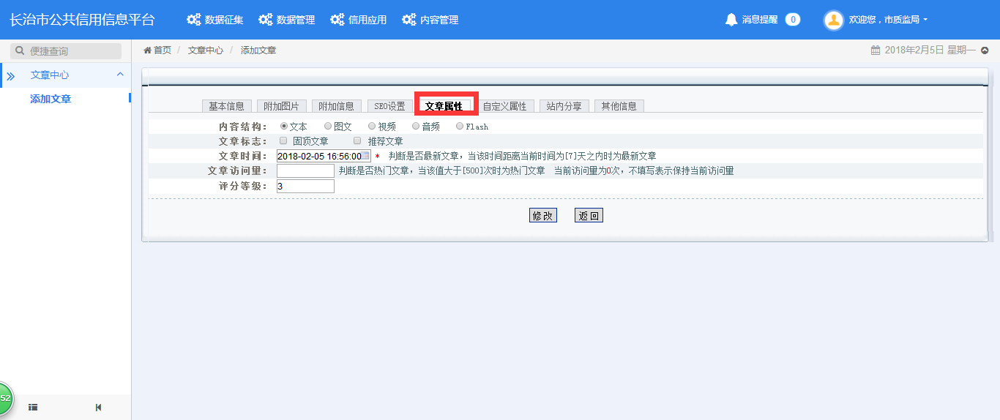 长治市公共信用信息平台 数据征集 数据管理 信用应用 内容管理 消息提醒 0 欢迎您，市质监局
便捷查询 首页 / 文章中心 / 添加文章 2018年2月5日 星期一
文章中心
添加文章
基本信息 附加图片 附加信息 SEO设置 文章属性 自定义属性 站内分享 其他信息
内容结构： 文本 图文 视频 音频 Flash
文章标志： 固顶文章 推荐文章
文章时间： 2018-02-05 16:56:00 * 判断是否最新文章，当该时间距离当前时间为[7]天之内时为最新文章
文章访问量： 判断是否热门文章，当该值大于[500]次时为热门文章 当前访问量为0次，不填写表示保持当前访问量
评分等级： 3
修改 返回
52